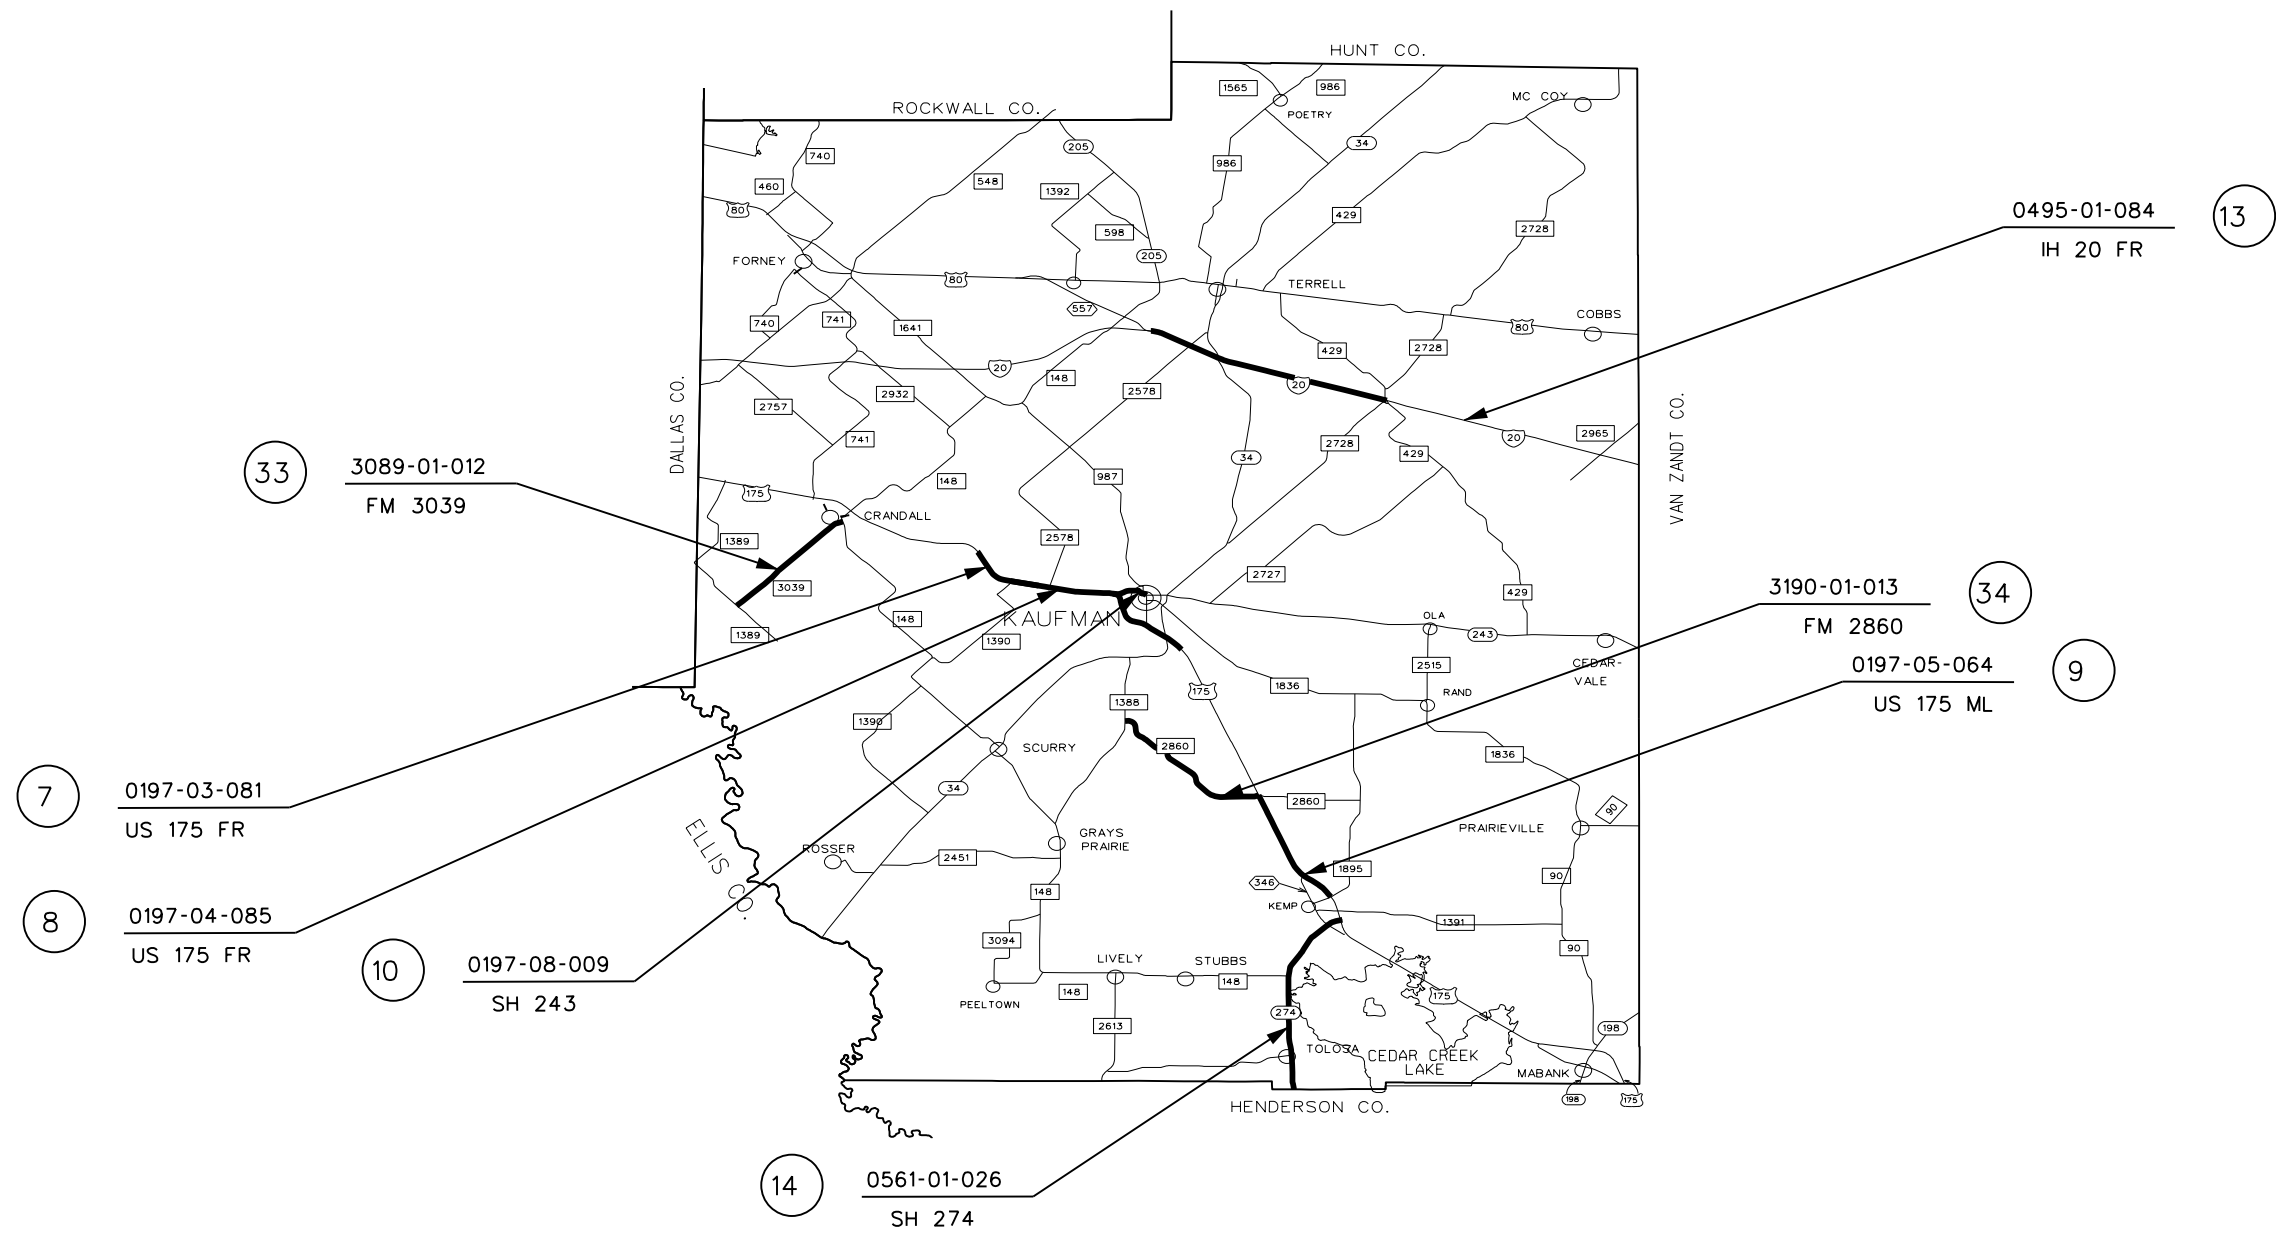 HUNT CO.
1565
986
MC COY
ROCKWALL CO.
POETRY
205
34
740
986
548
460
1392
80
429
0495-01-084
13
598
2728
IH 20 FR
205
FORNEY
80
TERRELL
557
COBBS
740
741
1641
80
429
2728
20
148
20
DALLAS CO.
2932
2578
2757
VAN ZANDT CO.
2965
741
2728
20
429
34
33
3089-01-012
987
148
175
FM 3039
CRANDALL
2578
1389
2727
3039
3190-01-013
34
429
KAUFMAN
148
OLA
FM 2860
1389
1390
243
CEDAR-
VALE
2515
0197-05-064
9
175
1836
RAND
1388
US 175 ML
1390
2860
SCURRY
1836
34
7
0197-03-081
2860
90
US 175 FR
ELLIS CO.
GRAYS
PRAIRIE
PRAIRIEVILLE
ROSSER
2451
1895
90
346
148
KEMP
8
0197-04-085
1391
US 175 FR
3094
90
10
0197-08-009
LIVELY
STUBBS
148
148
175
SH 243
PEELTOWN
274
2613
198
TOLOSA
CEDAR CREEK
LAKE
MABANK
198
175
HENDERSON CO.
14
0561-01-026
SH 274